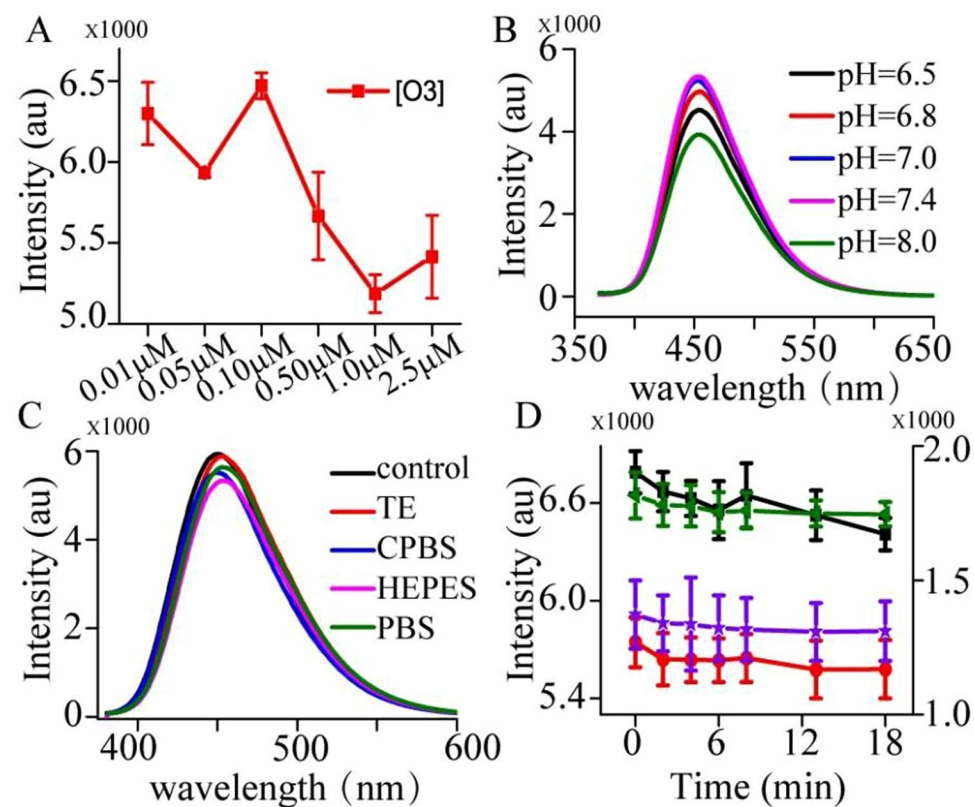 A
x1000
Intensity (au)
6.5
6.0
5.5
5.0
[O3]
0.01μM
0.05μM
0.10μM
0.50μM
1.0μM
2.5μM
B
x1000
Intensity (au)
6
4
2
0
pH=6.5
pH=6.8
pH=7.0
pH=7.4
pH=8.0
350
450
550
650
wavelength (nm)
C
x1000
Intensity (au)
6
4
2
0
control
TE
CPBS
HEPES
PBS
400
500
600
wavelength (nm)
D
x1000
x1000
Intensity (au)
6.6
6.0
5.4
2.0
1.5
1.0
0
6
12
18
Time (min)